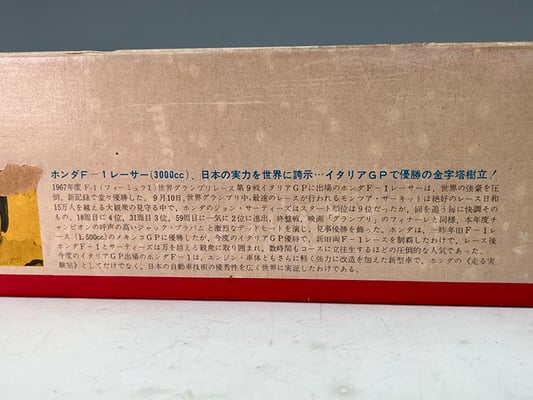 ホンダF-1レーサー(3000cc)、日本の実力を世界に誇示…イタリアGPで優勝の金字塔樹立!
1967年度F-1(フォーミュラ1)世界グランプリレース第9戦イタリアGPに出場のホンダF-1レーサーは、世界の強豪を圧
倒、新記録で堂々優勝した。9月10日、世界グランプリ中・最速のレースが行われるモンツァ・サーキットは絶好のレース日和
15万人を越える大観衆の見守る中で、ホンダのジョン・サーティーズはスタート順位は9位だったが、回を追う毎に快調そ
のもの、18周目に4位、31周目3位、59周目に一気に2位に進出、終盤戦、映画「グランプリ」のフィナーレと同様、本年度チ
ャンピオンの呼声の高いジャック・ブラバムと激烈なデッドヒートを演じ、見事優勝を飾った。ホンダは、一昨年旧F-1レ
ース(1,500cc)のメキシコGPに優勝したが、今度のイタリアGP優勝で、新旧両F-1レースを制覇したわけで、レース後
ホンダF-1とサーティーズは万を越える観衆に取り囲まれ、数時間もコースに立往生するほどの圧倒的な人気であった。
今度のイタリアGP出場のホンダF-1は、エンジン・車体ともさらに軽く強力に改造を加えた新型車で、ホンダの《走る実
験室》としてだけでなく、日本の自動車技術の優秀性を広く世界に実証したわけである。